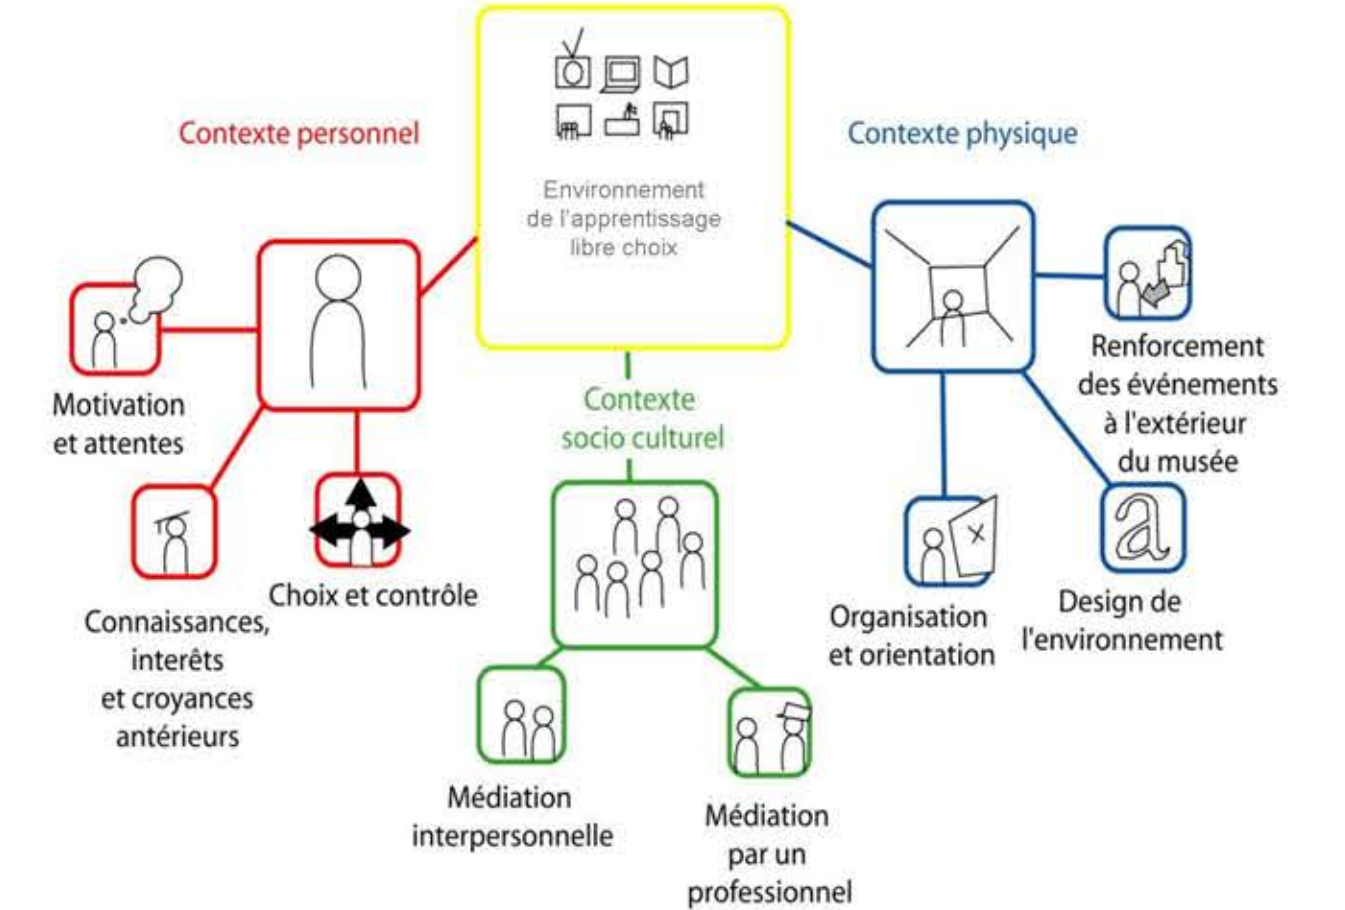 Contexte personnel
Environnement
de l'apprentissage
libre choix
Contexte physique
Motivation
et attentes
Connaissances,
interêts
et croyances
antérieurs
Choix et contrôle
Contexte
socio culturel
Médiation
interpersonnelle
Médiation
par un
professionnel
Renforcement
des événements
à l'extérieur
du musée
Organisation
et orientation
a
Design de
l'environnement